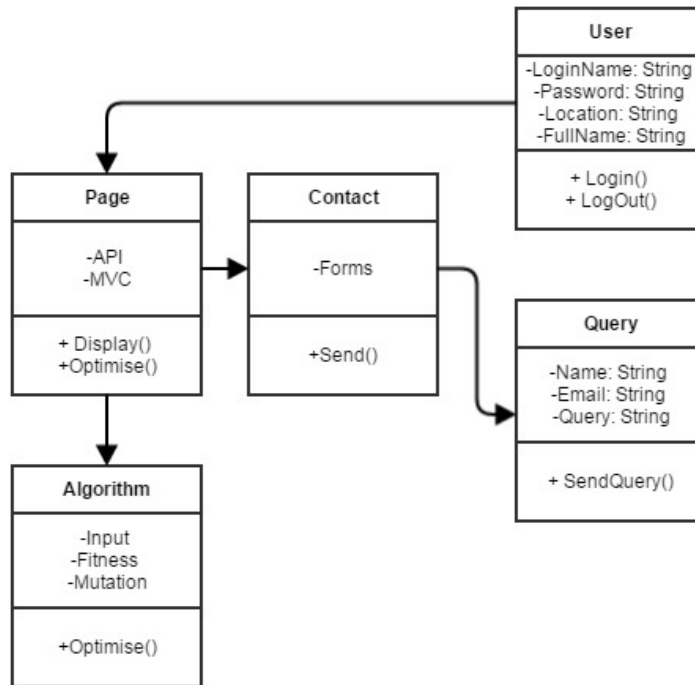 User
-LoginName: String
-Password: String
-Location: String
-FullName: String
+ Login()
+ LogOut()
Page
-API
-MVC
+ Display()
+Optimise()
Contact
-Forms
+Send()
Query
-Name: String
-Email: String
-Query: String
+ SendQuery()
Algorithm
-Input
-Fitness
-Mutation
+Optimise()